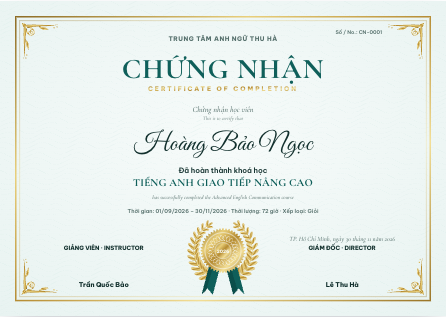 Số / No.: CN-0001
TRUNG TÂM ANH NGỮ THU HÀ
CHỨNG NHẬN
CERTIFICATE OF COMPLETION
Chứng nhận học viên
This is to certify that
Hoàng Bảo Ngọc
Đã hoàn thành khoá học
TIẾNG ANH GIAO TIẾP NÂNG CAO
has successfully completed the Advanced English Communication course
Thời gian: 01/09/2026 – 30/11/2026 · Thời lượng: 72 giờ · Xếp loại: Giỏi
TP. Hồ Chí Minh, ngày 30 tháng 11 năm 2026
GIẢNG VIÊN · INSTRUCTOR
GIÁM ĐỐC · DIRECTOR
2026
Trần Quốc Bảo
Lê Thu Hà